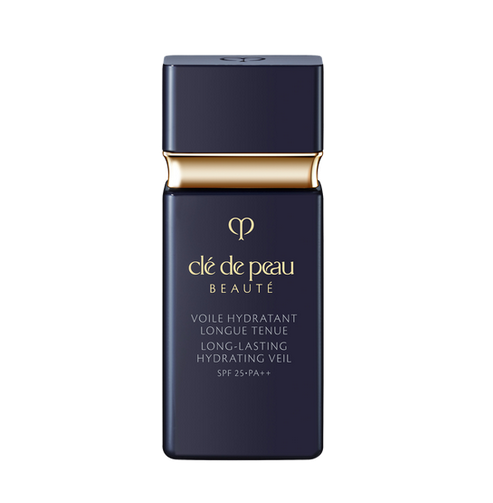 clé de peau
BEAUTÉ
VOILE HYDRATANT
LONGUE TENUE
LONG-LASTING
HYDRATING VEIL
SPF 25•PA++